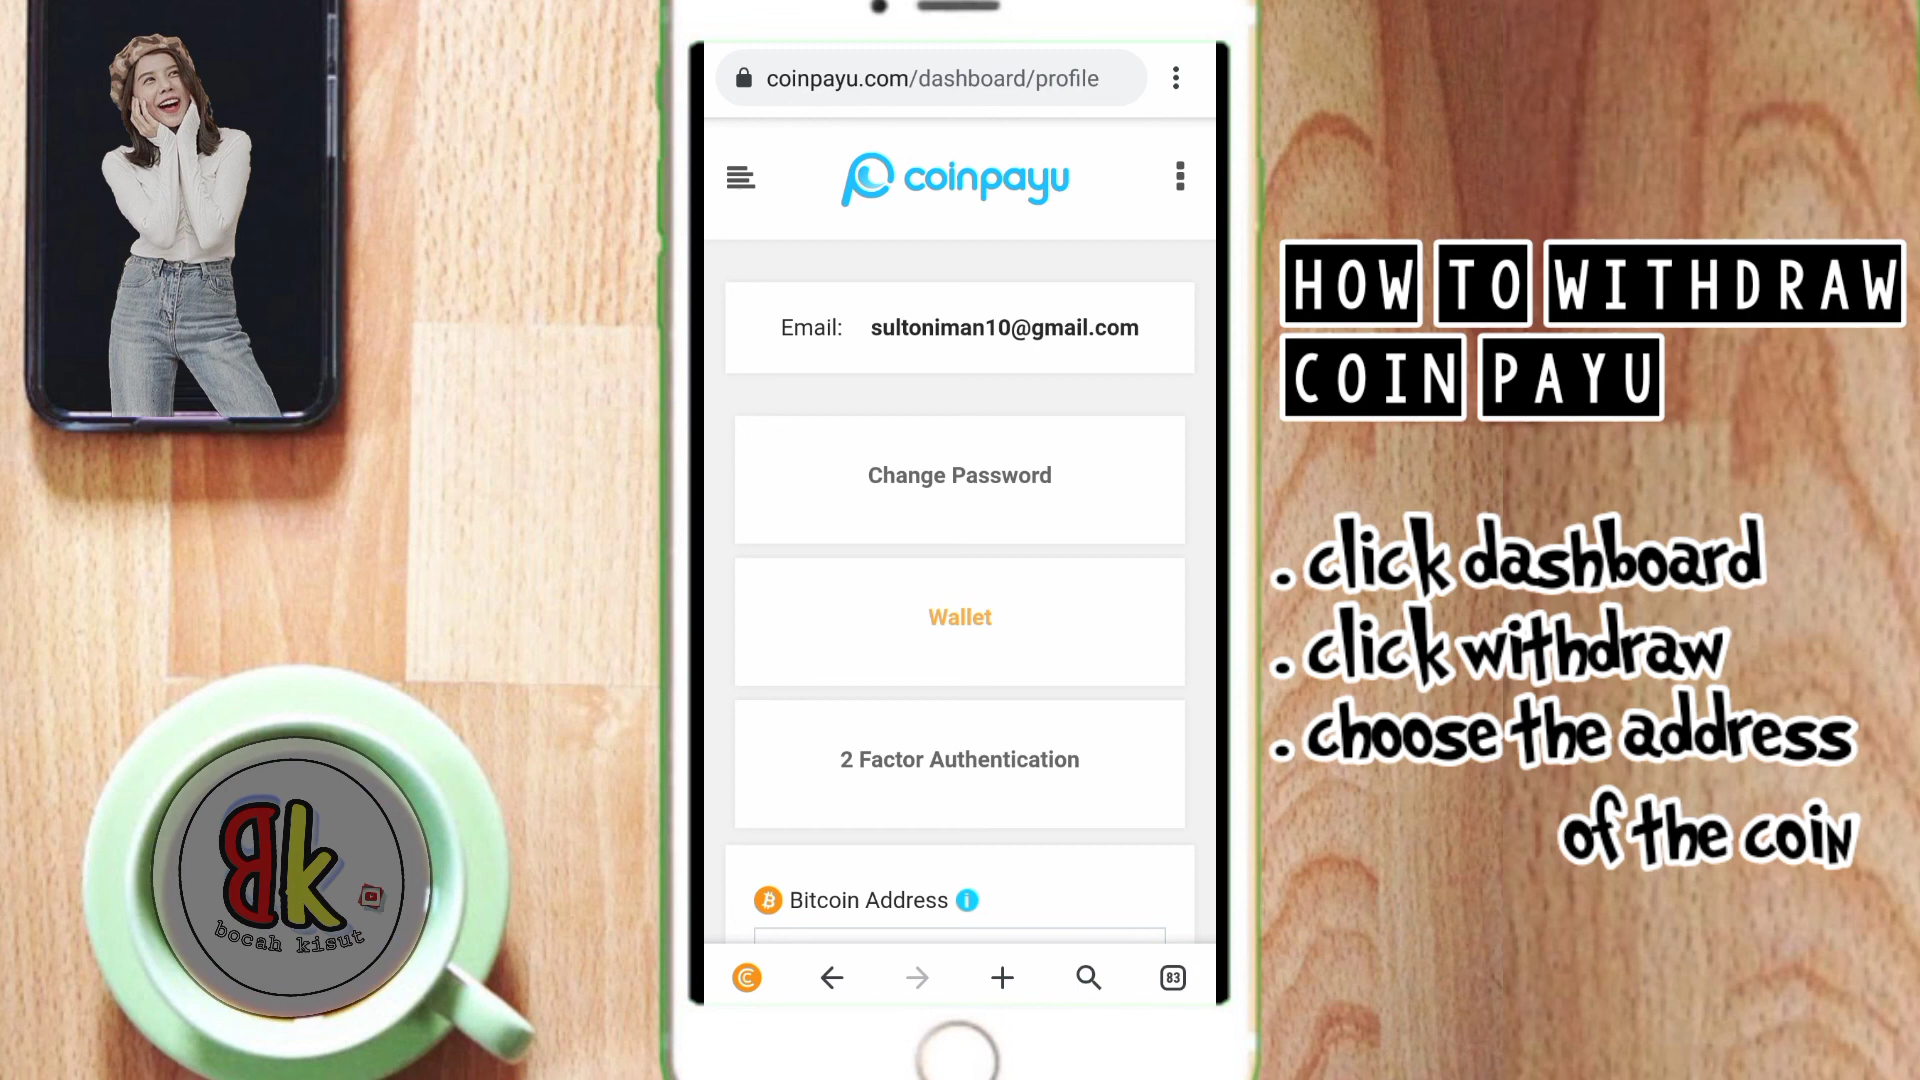 coinpayu.com/dashboard/profile
coinpayu
Email: sultoniman10@gmail.com
Change Password
Wallet
2 Factor Authentication
Bitcoin Address
83
HOW TO WITHDRAW
COIN PAYU
. click dashboard
. click withdraw
. choose the address
of the coin
Bk
bocah kisut